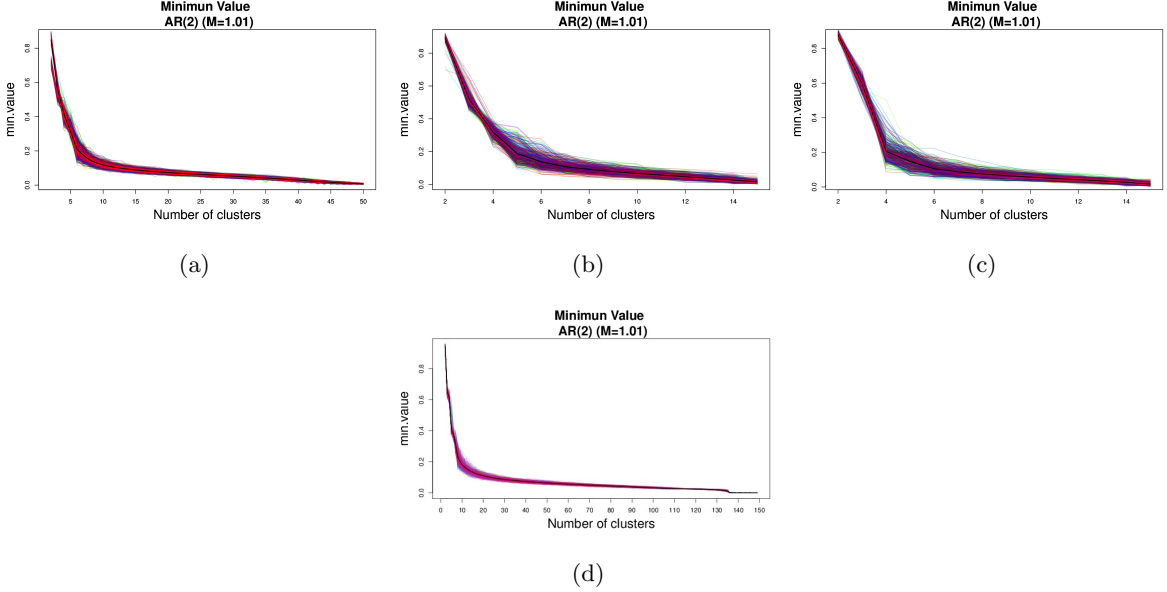 Minimun Value
AR(2) (M=1.01)
min.value
0.0 0.2 0.4 0.6 0.8
5 10 15 20 25 30 35 40 45 50
Number of clusters
(a)
Minimun Value
AR(2) (M=1.01)
min.value
0.0 0.2 0.4 0.6 0.8
2 4 6 8 10 12 14
Number of clusters
(b)
Minimun Value
AR(2) (M=1.01)
min.value
0.0 0.2 0.4 0.6 0.8
2 4 6 8 10 12 14
Number of clusters
(c)
Minimun Value
AR(2) (M=1.01)
min.value
0.0 0.2 0.4 0.6 0.8
0 10 20 30 40 50 60 70 80 90 100 110 120 130 140 150
Number of clusters
(d)